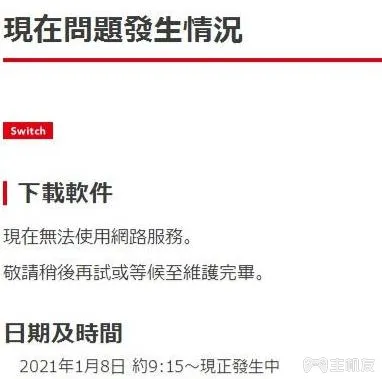 現在問題發生情況
Switch
下載軟件
現在無法使用網路服務。
敬請稍後再試或等候至維護完畢。
日期及時間
2021年1月8日 約9:15～現正發生中
主机友